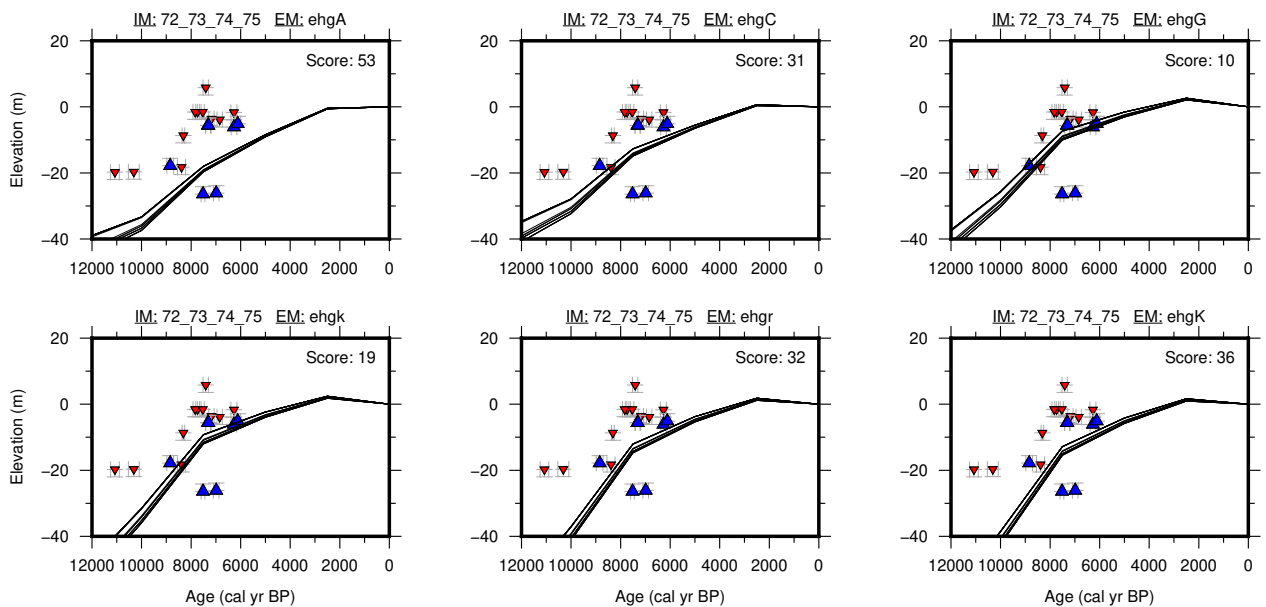 IM: 72_73_74_75 EM: ehgA
Score: 53
Elevation (m)
20
0
−20
−40
12000 10000 8000 6000 4000 2000 0
IM: 72_73_74_75 EM: ehgC
Score: 31
20
0
−20
−40
12000 10000 8000 6000 4000 2000 0
IM: 72_73_74_75 EM: ehgG
Score: 10
20
0
−20
−40
12000 10000 8000 6000 4000 2000 0
IM: 72_73_74_75 EM: ehgk
Score: 19
Elevation (m)
20
0
−20
−40
12000 10000 8000 6000 4000 2000 0
Age (cal yr BP)
IM: 72_73_74_75 EM: ehgr
Score: 32
20
0
−20
−40
12000 10000 8000 6000 4000 2000 0
Age (cal yr BP)
IM: 72_73_74_75 EM: ehgK
Score: 36
20
0
−20
−40
12000 10000 8000 6000 4000 2000 0
Age (cal yr BP)